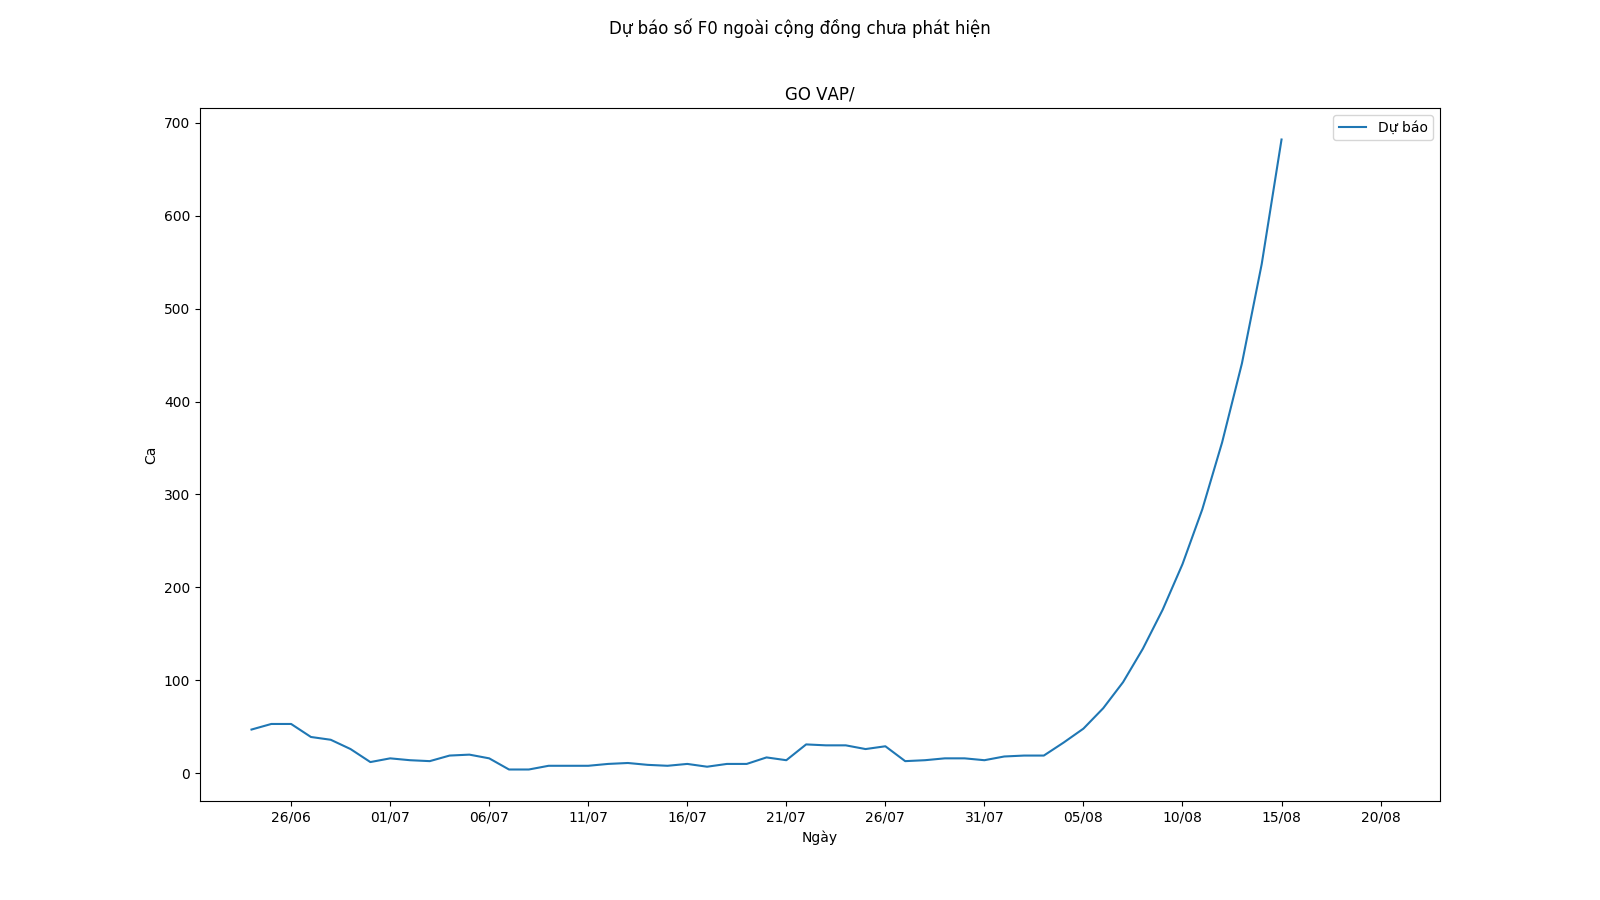 Dự báo số F0 ngoài cộng đồng chưa phát hiện
GO VAP/
Dự báo
700
600
500
400
300
200
100
0
Ca
26/06 01/07 06/07 11/07 16/07 21/07 26/07 31/07 05/08 10/08 15/08 20/08
Ngày